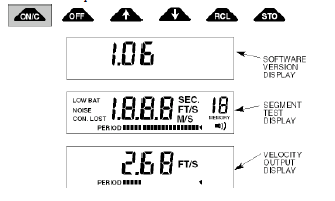 ON/C OFF RCL STO
1.06
SOFTWARE
VERSION
DISPLAY
LOW BAT
NOISE
CON. LOST
1.8.8.8
SEC.
FT/S
M/S
18
MEMORY
PERIOD
SEGMENT
TEST
DISPLAY
2.68 FT/S
PERIOD
VELOCITY
OUTPUT
DISPLAY